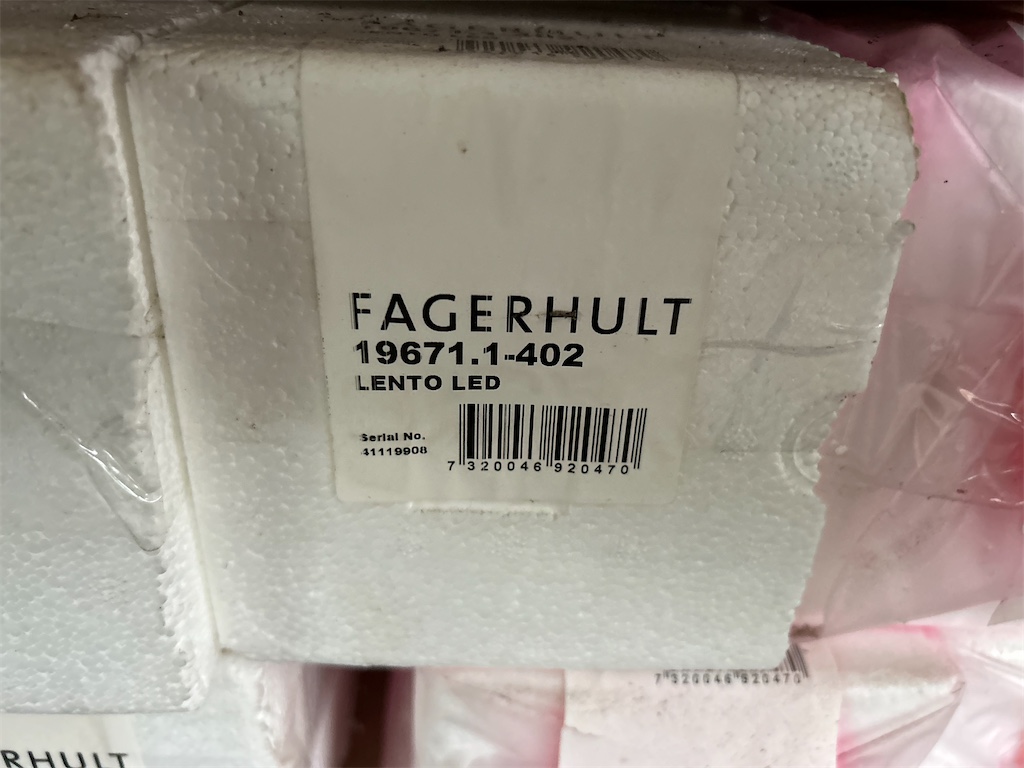 FAGERHULT
19671.1-402
LENTO LED
Serial No.
41119908
7 320046 920470
7 320046 920470
RHULT